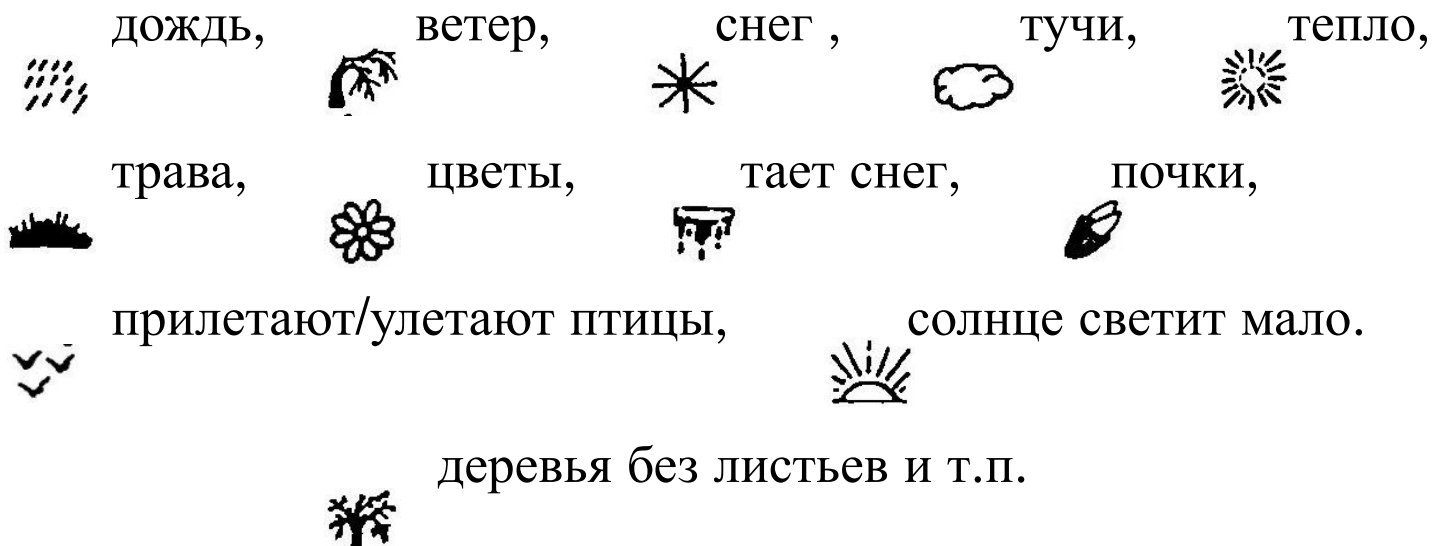 дождь, ветер, снег , тучи, тепло,
трава, цветы, тает снег, почки,
прилетают/улетают птицы, солнце светит мало.
деревья без листьев и т.п.